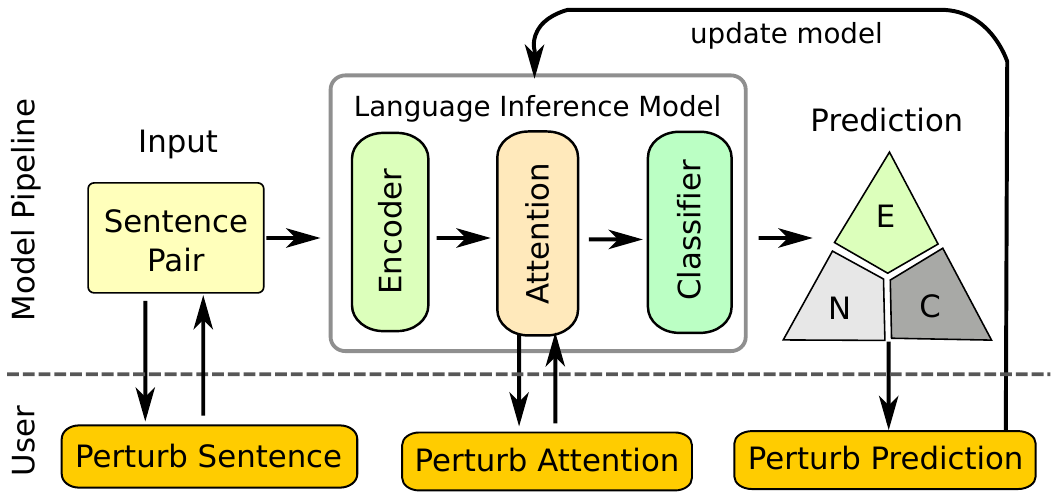 update model
Language Inference Model
Prediction
Input
Model Pipeline
Sentence
Pair
Encoder
Attention
Classifier
E
N
C
User
Perturb Sentence
Perturb Attention
Perturb Prediction